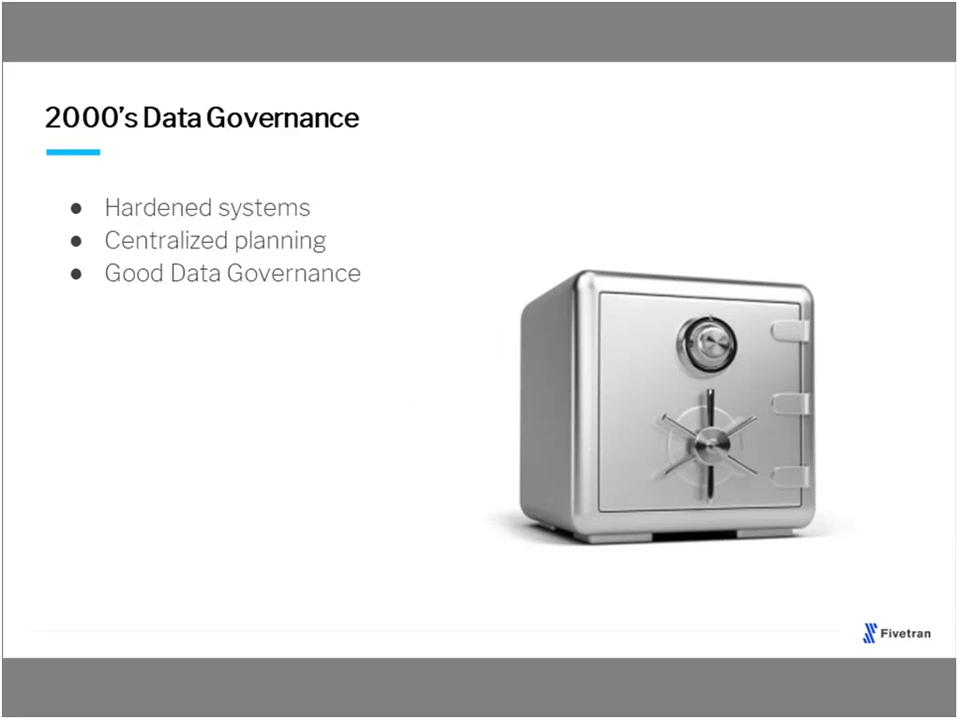 2000’s Data Governance
● Hardened systems
● Centralized planning
● Good Data Governance
Fivetran